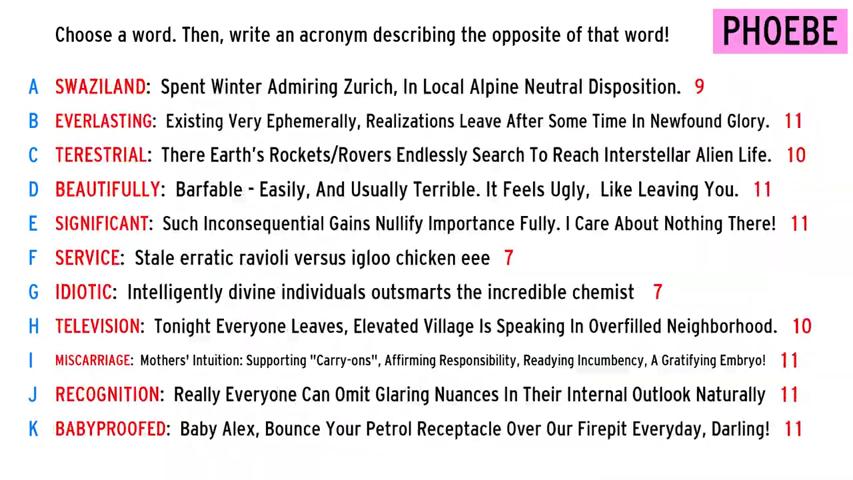 Choose a word. Then, write an acronym describing the opposite of that word!
PHOEBE
A SWAZILAND: Spent Winter Admiring Zurich, In Local Alpine Neutral Disposition. 9
B EVERLASTING: Existing Very Ephemerally, Realizations Leave After Some Time In Newfound Glory. 11
C TERESTRIAL: There Earth's Rockets/Rovers Endlessly Search To Reach Interstellar Alien Life. 10
D BEAUTIFULLY: Barfable - Easily, And Usually Terrible. It Feels Ugly, Like Leaving You. 11
E SIGNIFICANT: Such Inconsequential Gains Nullify Importance Fully. I Care About Nothing There! 11
F SERVICE: Stale erratic ravioli versus igloo chicken eee 7
G IDIOTIC: Intelligently divine individuals outsmarts the incredible chemist 7
H TELEVISION: Tonight Everyone Leaves, Elevated Village Is Speaking In Overfilled Neighborhood. 10
I MISCARRIAGE: Mothers' Intuition: Supporting "Carry-ons", Affirming Responsibility, Readying Incumbency, A Gratifying Embryo! 11
J RECOGNITION: Really Everyone Can Omit Glaring Nuances In Their Internal Outlook Naturally 11
K BABYPROOFED: Baby Alex, Bounce Your Petrol Receptacle Over Our Firepit Everyday, Darling! 11